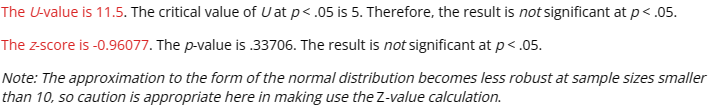 The U-value is 11.5. The critical value of U at p < .05 is 5. Therefore, the result is not significant at p < .05.
The z-score is -0.96077. The p-value is .33706. The result is not significant at p < .05.
Note: The approximation to the form of the normal distribution becomes less robust at sample sizes smaller
than 10, so caution is appropriate here in making use the Z-value calculation.